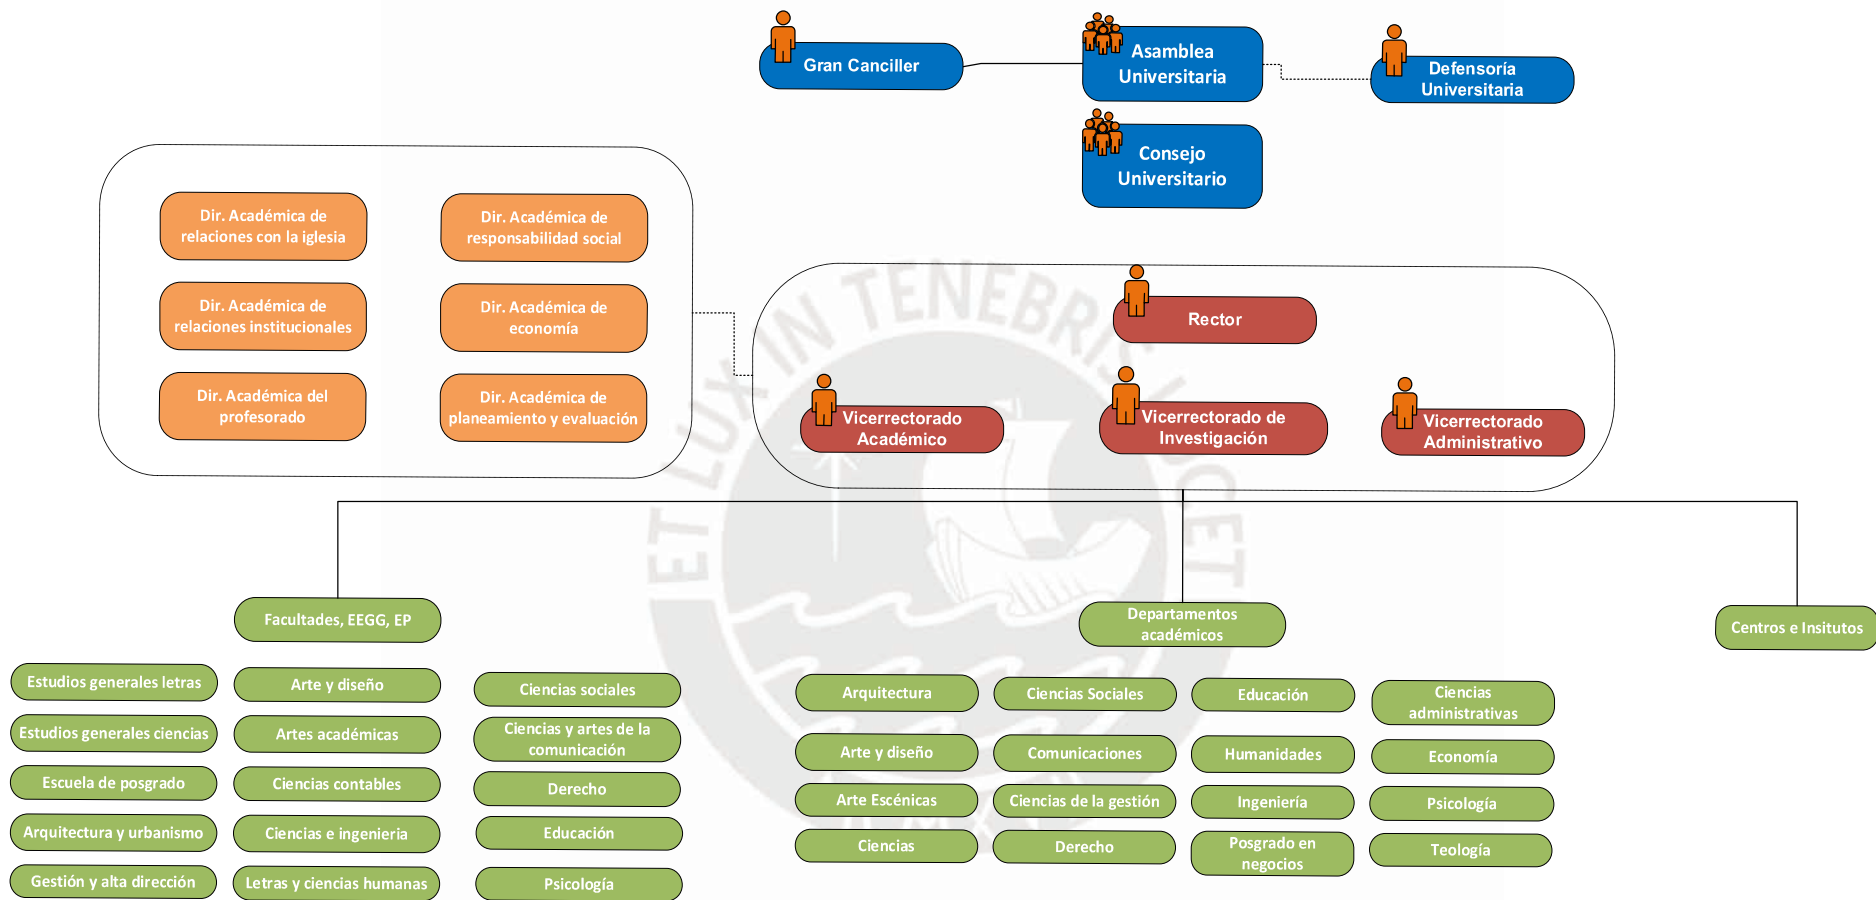 Gran Canciller
Asamblea
Universitaria
Defensoría
Universitaria
Consejo
Universitario
Dir. Académica de
relaciones con la iglesia
Dir. Académica de
responsabilidad social
Dir. Académica de
relaciones institucionales
Dir. Académica de
economía
Dir. Académica del
profesorado
Dir. Académica de
planeamiento y evaluación
ET LUX IN TENEBRIS LUCET
Rector
Vicerrectorado
Académico
Vicerrectorado de
Investigación
Vicerrectorado
Administrativo
Facultades, EEGG, EP
Departamentos
académicos
Centros e Insitutos
Estudios generales letras
Arte y diseño
Ciencias sociales
Estudios generales ciencias
Artes académicas
Ciencias y artes de la
comunicación
Escuela de posgrado
Ciencias contables
Derecho
Arquitectura y urbanismo
Ciencias e ingenieria
Educación
Gestión y alta dirección
Letras y ciencias humanas
Psicología
Arquitectura
Ciencias Sociales
Educación
Ciencias
administrativas
Arte y diseño
Comunicaciones
Humanidades
Economía
Arte Escénicas
Ciencias de la gestión
Ingeniería
Psicología
Ciencias
Derecho
Posgrado en
negocios
Teología